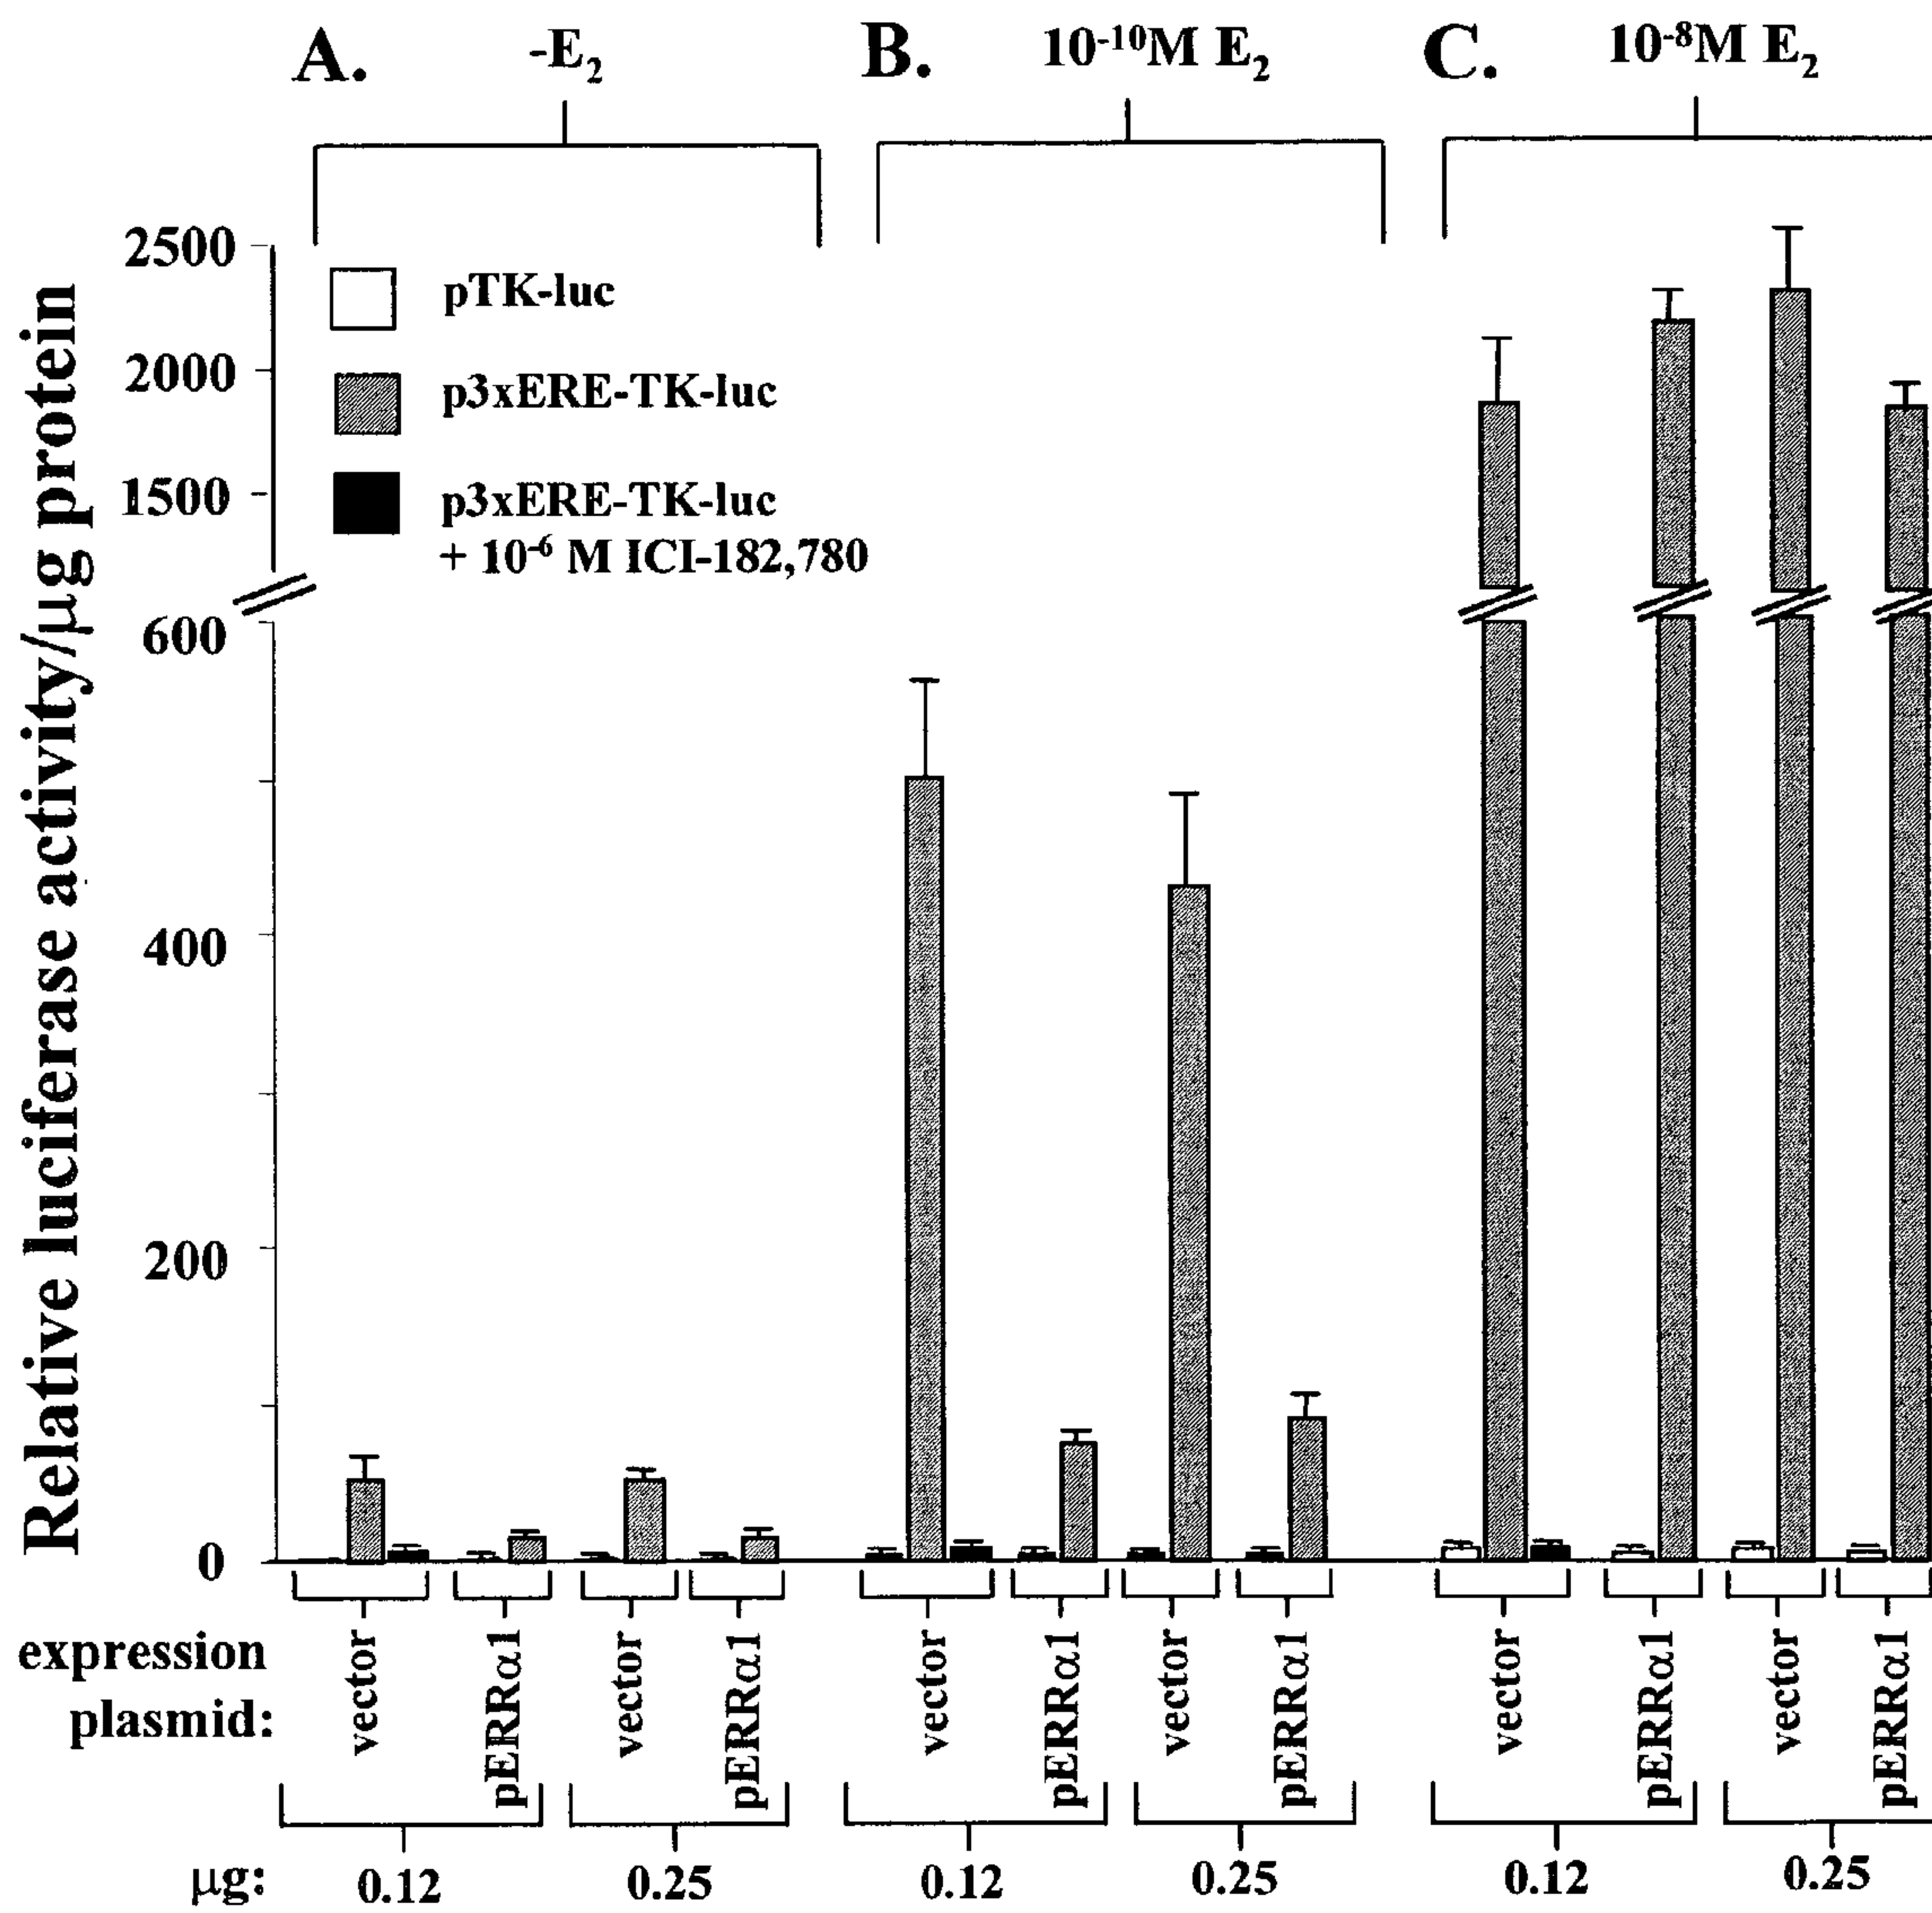 A. -E₂ B. 10⁻¹⁰M E₂ C. 10⁻⁸M E₂
Relative luciferase activity/µg protein
2500
2000
1500
600
400
200
0
pTK-luc
p3xERE-TK-luc
p3xERE-TK-luc
+ 10⁻⁶ M ICI-182,780
expression
plasmid:
vector pERRα1 vector pERRα1 vector pERRα1 vector pERRα1 vector pERRα1 vector pERRα1
µg: 0.12 0.25 0.12 0.25 0.12 0.25